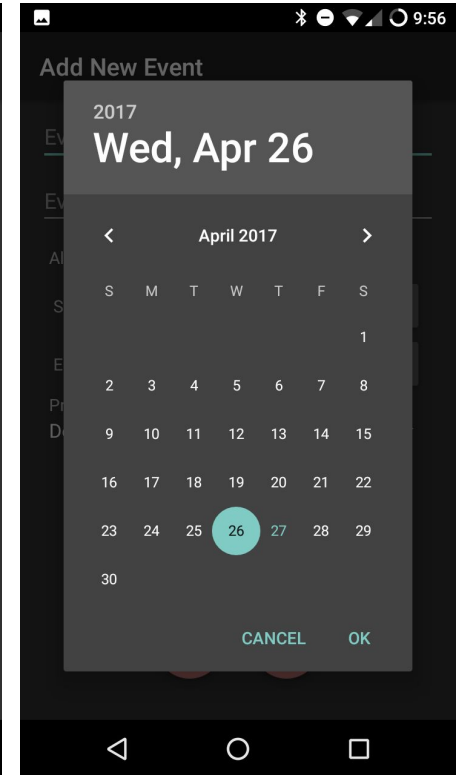 9:56
Add New Event
2017
Wed, Apr 26
April 2017
S M T W T F S
1
2 3 4 5 6 7 8
9 10 11 12 13 14 15
16 17 18 19 20 21 22
23 24 25 26 27 28 29
30
CANCEL OK